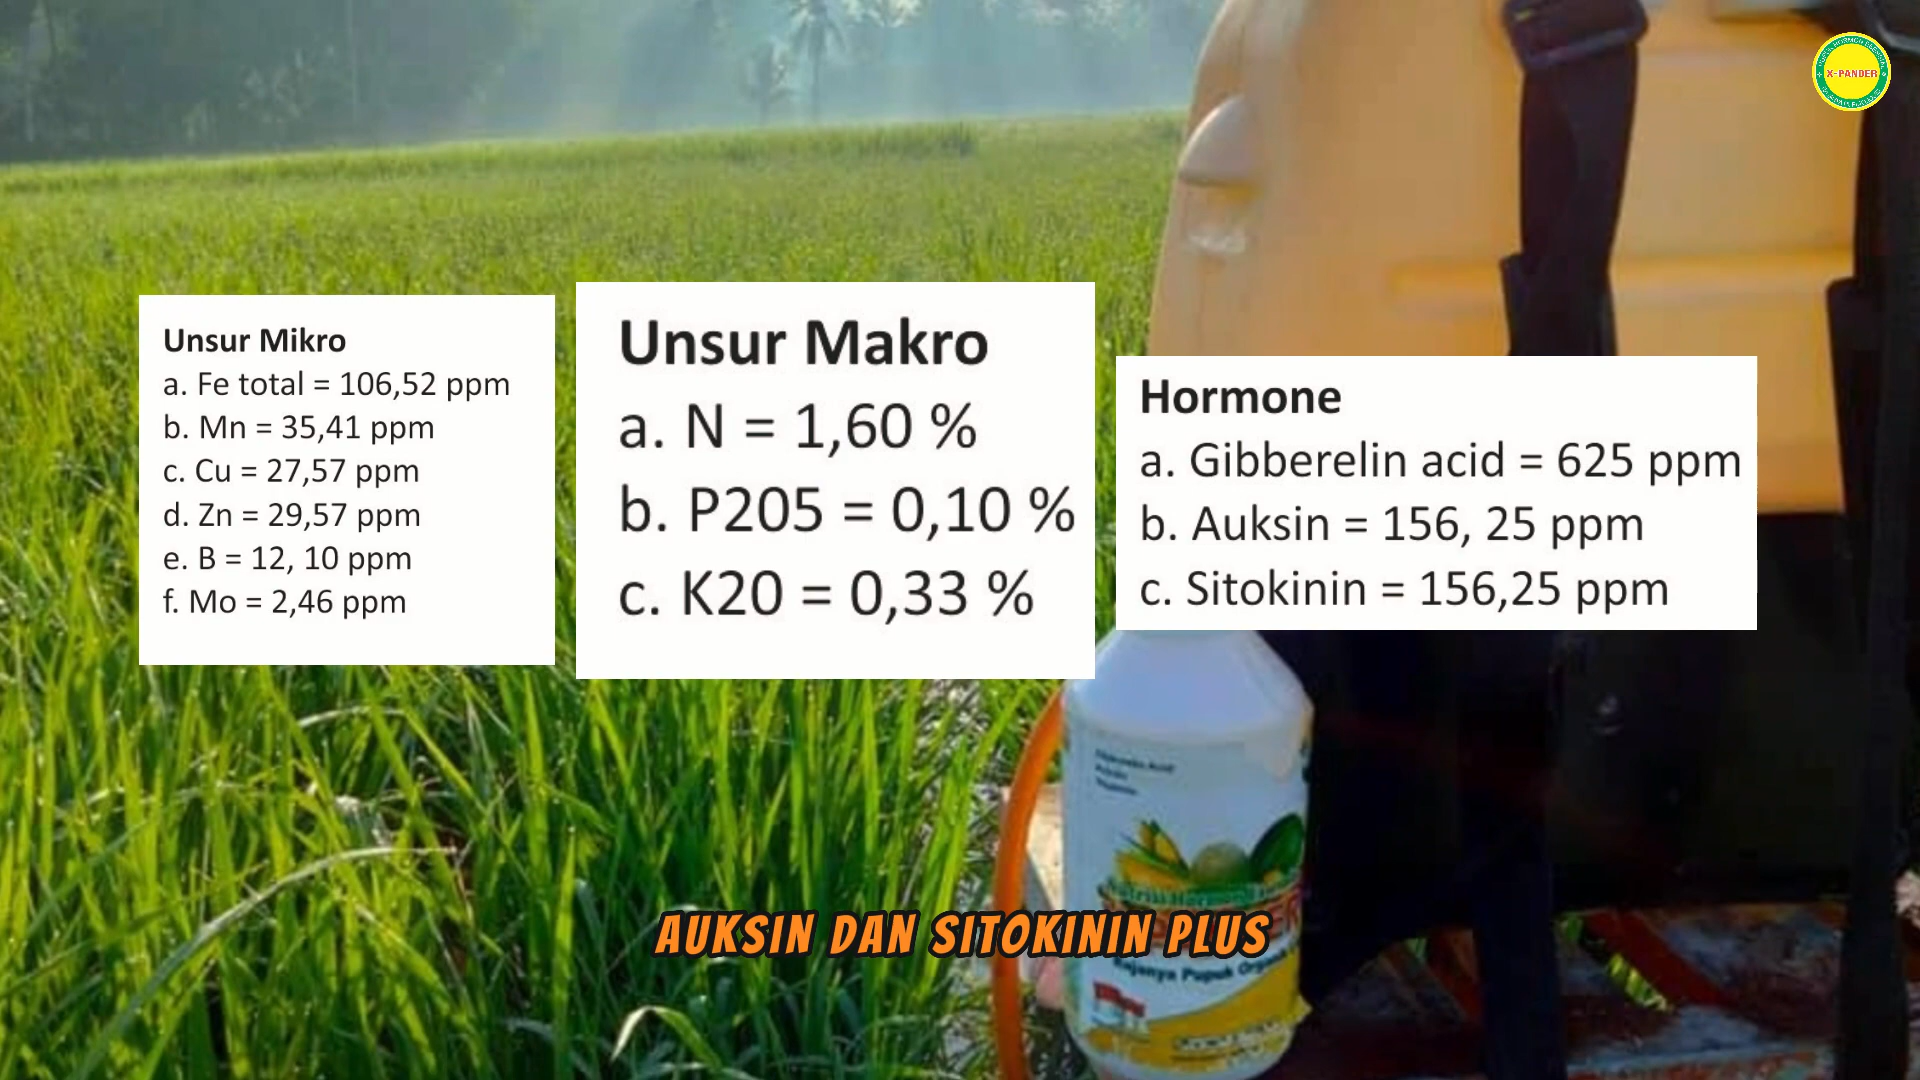 X-PANDER
Unsur Mikro
a. Fe total = 106,52 ppm
b. Mn = 35,41 ppm
c. Cu = 27,57 ppm
d. Zn = 29,57 ppm
e. B = 12, 10 ppm
f. Mo = 2,46 ppm
Unsur Makro
a. N = 1,60 %
b. P205 = 0,10 %
c. K20 = 0,33 %
Hormone
a. Gibberelin acid = 625 ppm
b. Auksin = 156, 25 ppm
c. Sitokinin = 156,25 ppm
AUKSIN DAN SITOKININ PLUS
Rajanya Pupuk